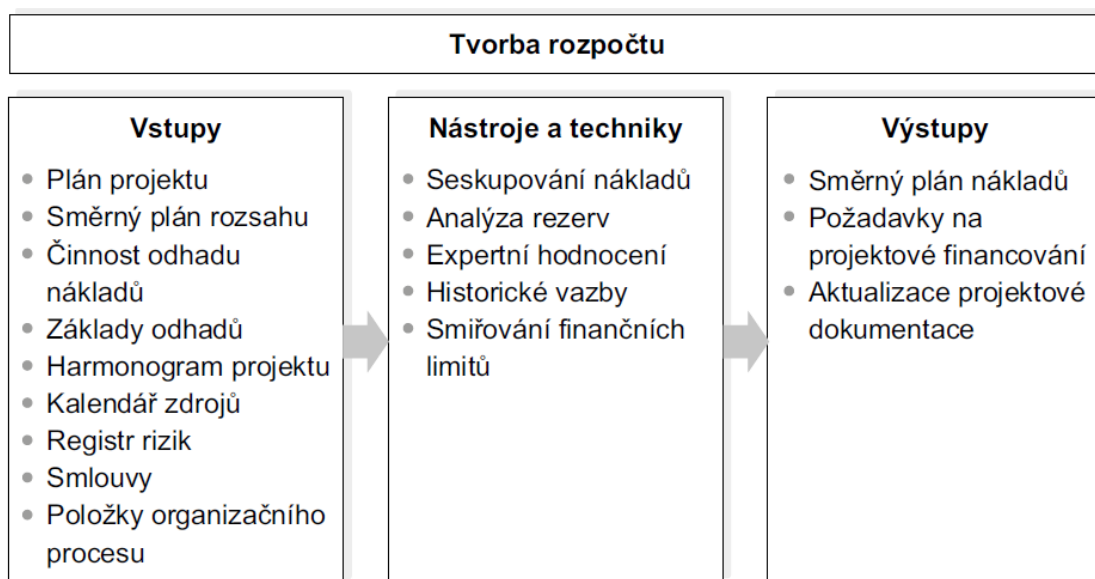 Tvorba rozpočtu
Vstupy
Plán projektu
Směrný plán rozsahu
Činnost odhadu
nákladů
Základy odhadů
Harmonogram projektu
Kalendář zdrojů
Registr rizik
Smlouvy
Položky organizačního
procesu
Nástroje a techniky
Seskupování nákladů
Analýza rezerv
Expertní hodnocení
Historické vazby
Smiřování finančních
limitů
Výstupy
Směrný plán nákladů
Požadavky na
projektové financování
Aktualizace projektové
dokumentace